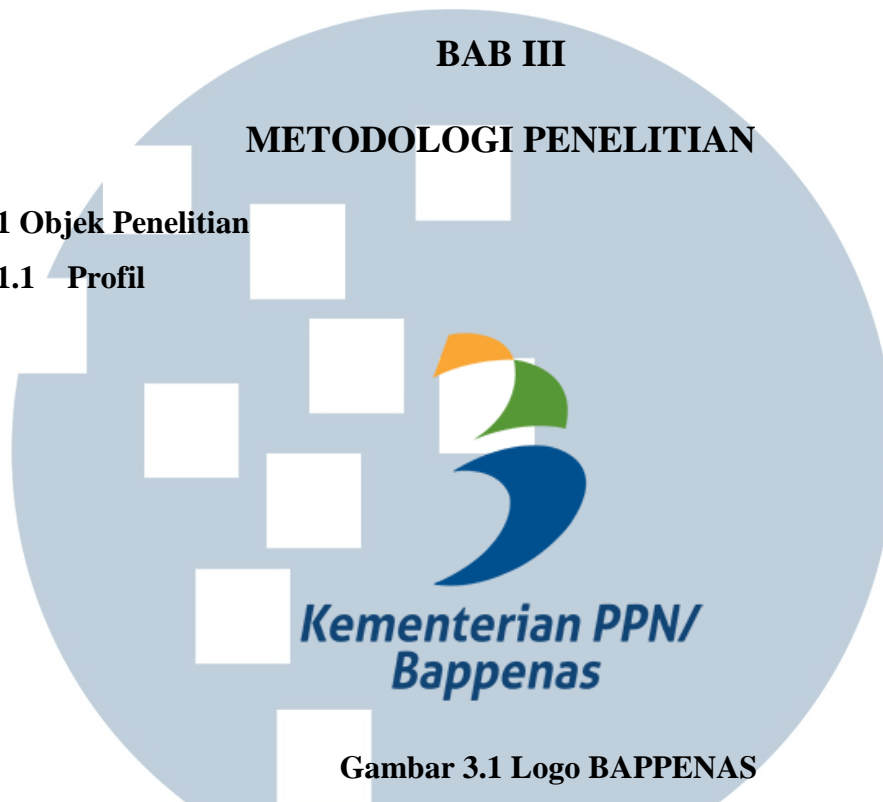 BAB III
METODOLOGI PENELITIAN
1 Objek Penelitian
1.1 Profil
Kementerian PPN/
Bappenas
Gambar 3.1 Logo BAPPENAS